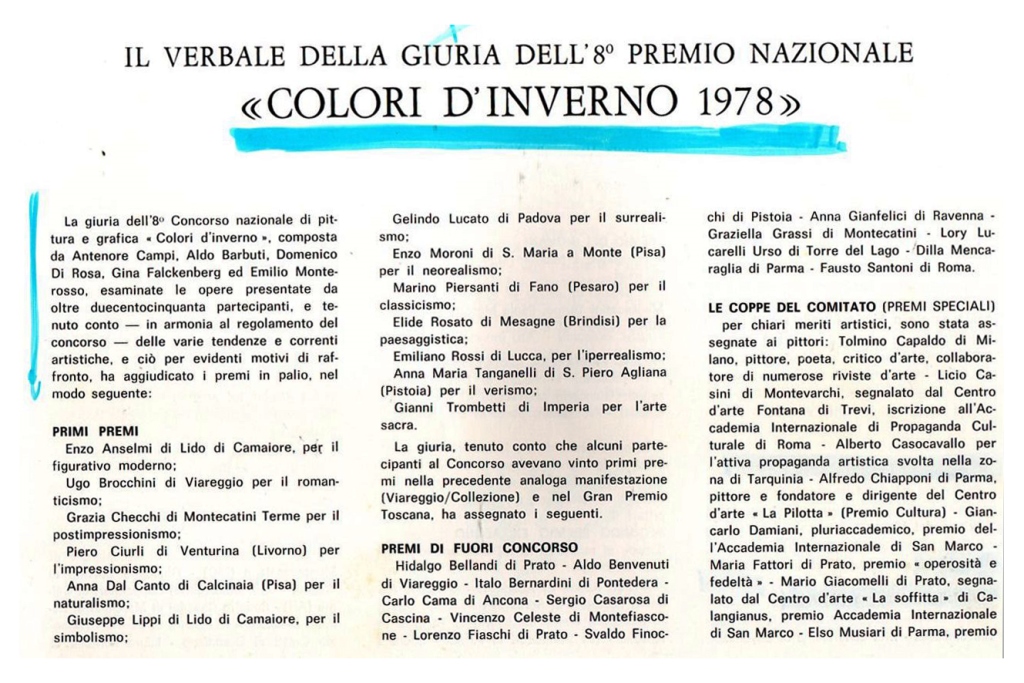 IL VERBALE DELLA GIURIA DELL'8º PREMIO NAZIONALE
«COLORI D'INVERNO 1978»
La giuria dell'8º Concorso nazionale di pit-
tura e grafica « Colori d'inverno », composta
da Antenore Campi, Aldo Barbuti, Domenico
Di Rosa, Gina Falckenberg ed Emilio Monte-
rosso, esaminate le opere presentate da
oltre duecentocinquanta partecipanti, e te-
nuto conto — in armonia al regolamento del
concorso — delle varie tendenze e correnti
artistiche, e ciò per evidenti motivi di raf-
fronto, ha aggiudicato i premi in palio, nel
modo seguente:
PRIMI PREMI
Enzo Anselmi di Lido di Camaiore, per il
figurativo moderno;
Ugo Brocchini di Viareggio per il roman-
ticismo;
Grazia Checchi di Montecatini Terme per il
postimpressionismo;
Piero Ciurli di Venturina (Livorno) per
l'impressionismo;
Anna Dal Canto di Calcinaia (Pisa) per il
naturalismo;
Giuseppe Lippi di Lido di Camaiore, per il
simbolismo;
Gelindo Lucato di Padova per il surreali-
smo;
Enzo Moroni di S. Maria a Monte (Pisa)
per il neorealismo;
Marino Piersanti di Fano (Pesaro) per il
classicismo;
Elide Rosato di Mesagne (Brindisi) per la
paesaggistica;
Emiliano Rossi di Lucca, per l'iperrealismo;
Anna Maria Tanganelli di S. Piero Agliana
(Pistoia) per il verismo;
Gianni Trombetti di Imperia per l'arte
sacra.
La giuria, tenuto conto che alcuni parte-
cipanti al Concorso avevano vinto primi pre-
mi nella precedente analoga manifestazione
(Viareggio/Collezione) e nel Gran Premio
Toscana, ha assegnato i seguenti.
PREMI DI FUORI CONCORSO
Hidalgo Bellandi di Prato - Aldo Benvenuti
di Viareggio - Italo Bernardini di Pontedera -
Carlo Cama di Ancona - Sergio Casarosa di
Cascina - Vincenzo Celeste di Montefiasco-
ne - Lorenzo Fiaschi di Prato - Svaldo Finoc-
chi di Pistoia - Anna Gianfelici di Ravenna -
Graziella Grassi di Montecatini - Lory Lu-
carelli Urso di Torre del Lago - Dilla Menca-
raglia di Parma - Fausto Santoni di Roma.
LE COPPE DEL COMITATO (PREMI SPECIALI)
per chiari meriti artistici, sono stata as-
segnate ai pittori: Tolmino Capaldo di Mi-
lano, pittore, poeta, critico d'arte, collabora-
tore di numerose riviste d'arte - Licio Ca-
sini di Montevarchi, segnalato dal Centro
d'arte Fontana di Trevi, iscrizione all'Ac-
cademia Internazionale di Propaganda Cul-
turale di Roma - Alberto Casocavallo per
l'attiva propaganda artistica svolta nella zo-
na di Tarquinia - Alfredo Chiapponi di Parma,
pittore e fondatore e dirigente del Centro
d'arte « La Pilotta » (Premio Cultura) - Gian-
carlo Damiani, pluriaccademico, premio del-
l'Accademia Internazionale di San Marco -
Maria Fattori di Prato, premio « operosità e
fedeltà » - Mario Giacomelli di Prato, segna-
lato dal Centro d'arte « La soffitta » di Ca-
langianus, premio Accademia Internazionale
di San Marco - Elso Musiari di Parma, premio